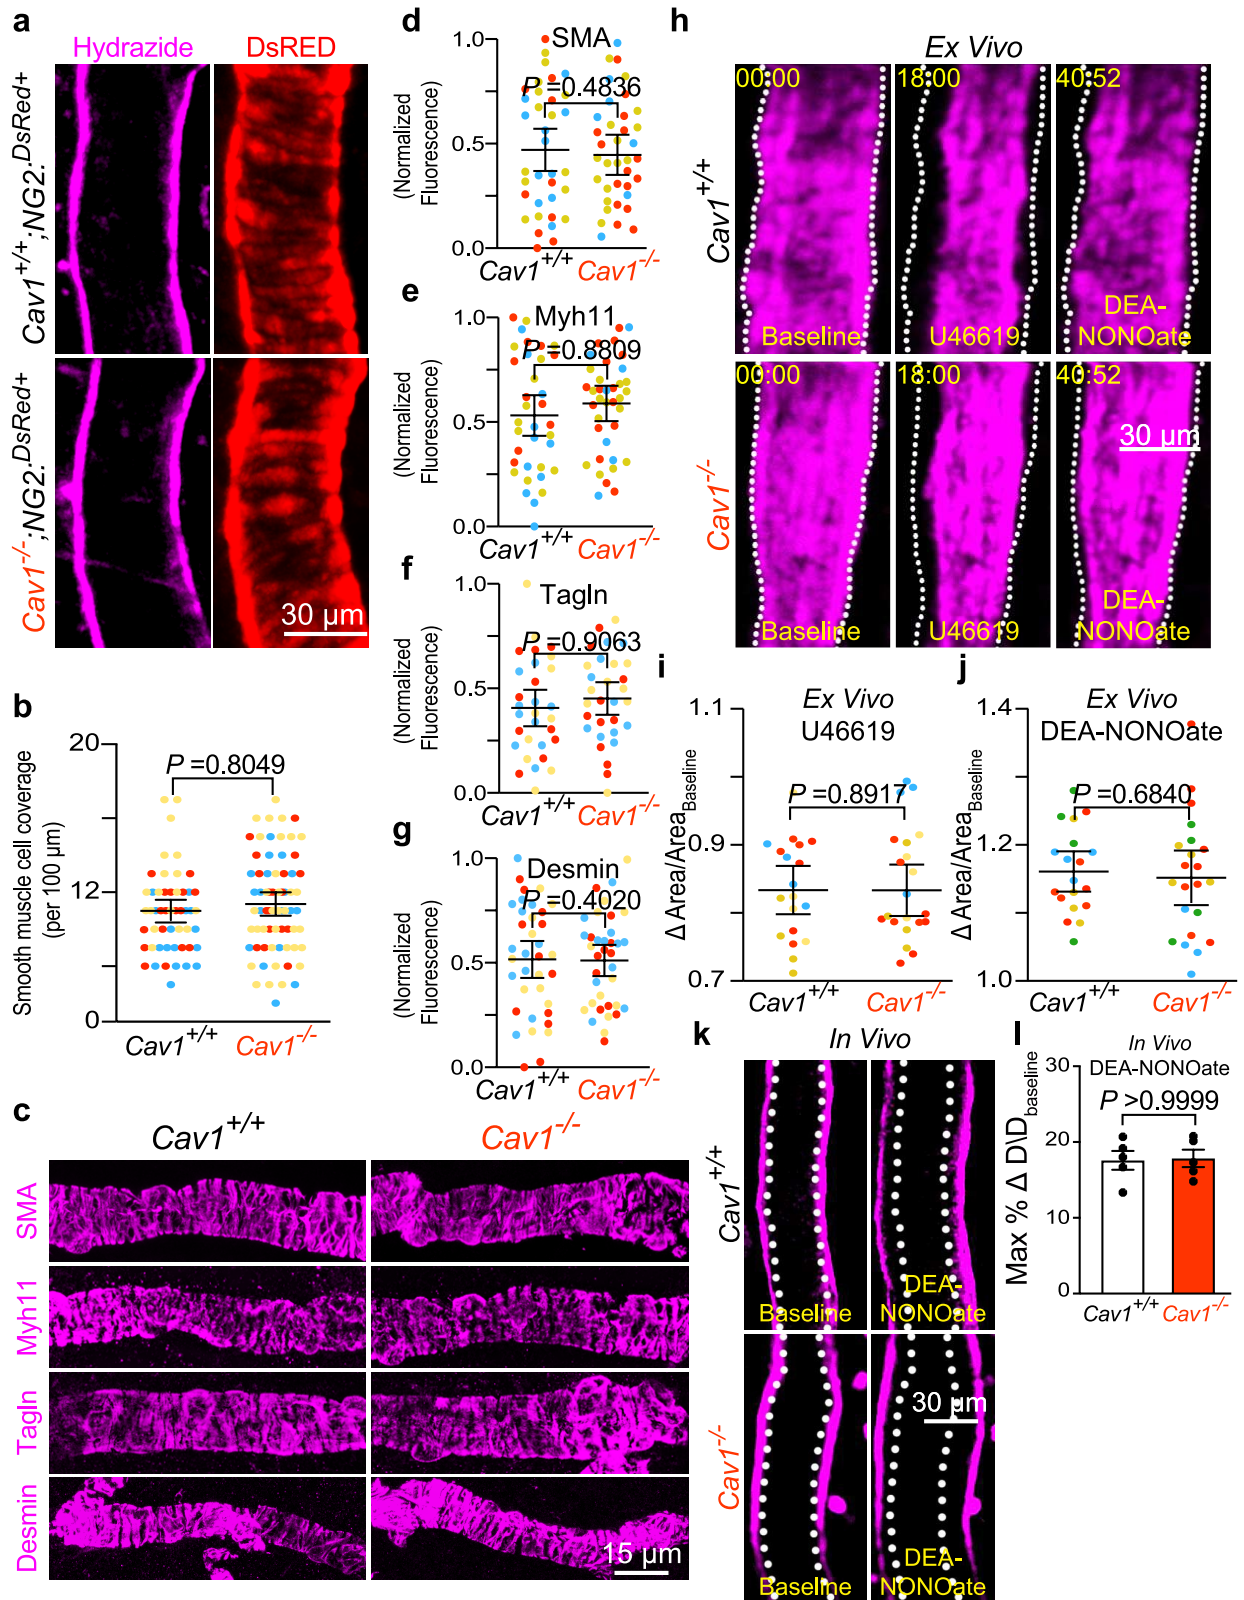 a
Hydrazide
DsRED
Cav1+/+;NG2:DsRed+
Cav1-/-;NG2:DsRed+
30 µm
b
Smooth muscle cell coverage
(per 100 µm)
20
12
0
P =0.8049
Cav1+/+
Cav1-/-
c
Cav1+/+
Cav1-/-
SMA
Myh11
Tagln
Desmin
15 µm
d
SMA
(Normalized
Fluorescence)
1.0
0.5
0.0
P =0.4836
Cav1+/+
Cav1-/-
e
Myh11
(Normalized
Fluorescence)
1.0
0.5
0.0
P =0.8809
Cav1+/+
Cav1-/-
f
Tagln
(Normalized
Fluorescence)
1.0
0.5
0.0
P =0.9063
Cav1+/+
Cav1-/-
g
Desmin
(Normalized
Fluorescence)
1.0
0.5
0.0
P =0.4020
Cav1+/+
Cav1-/-
h
Ex Vivo
Cav1+/+
00:00
18:00
40:52
Baseline
U46619
DEA-
NONOate
Cav1-/-
00:00
18:00
40:52
30 µm
Baseline
U46619
DEA-
NONOate
i
Ex Vivo
U46619
Δ Area/AreaBaseline
1.1
0.9
0.7
P =0.8917
Cav1+/+
Cav1-/-
j
Ex Vivo
DEA-NONOate
Δ Area/AreaBaseline
1.4
1.2
1.0
P =0.6840
Cav1+/+
Cav1-/-
k
In Vivo
Cav1+/+
Baseline
DEA-
NONOate
Cav1-/-
30 µm
Baseline
DEA-
NONOate
l
In Vivo
DEA-NONOate
Max % Δ D\Dbaseline
30
20
10
0
P >0.9999
Cav1+/+
Cav1-/-